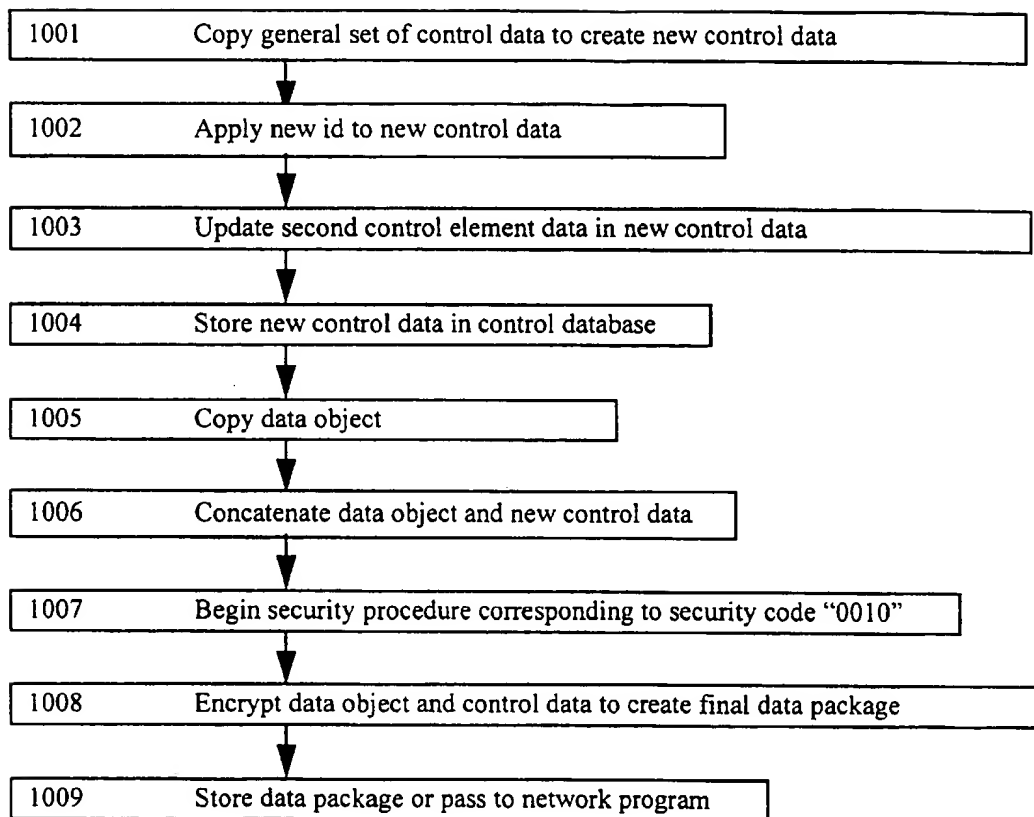 1001 Copy general set of control data to create new control data
1002 Apply new id to new control data
1003 Update second control element data in new control data
1004 Store new control data in control database
1005 Copy data object
1006 Concatenate data object and new control data
1007 Begin security procedure corresponding to security code “0010”
1008 Encrypt data object and control data to create final data package
1009 Store data package or pass to network program